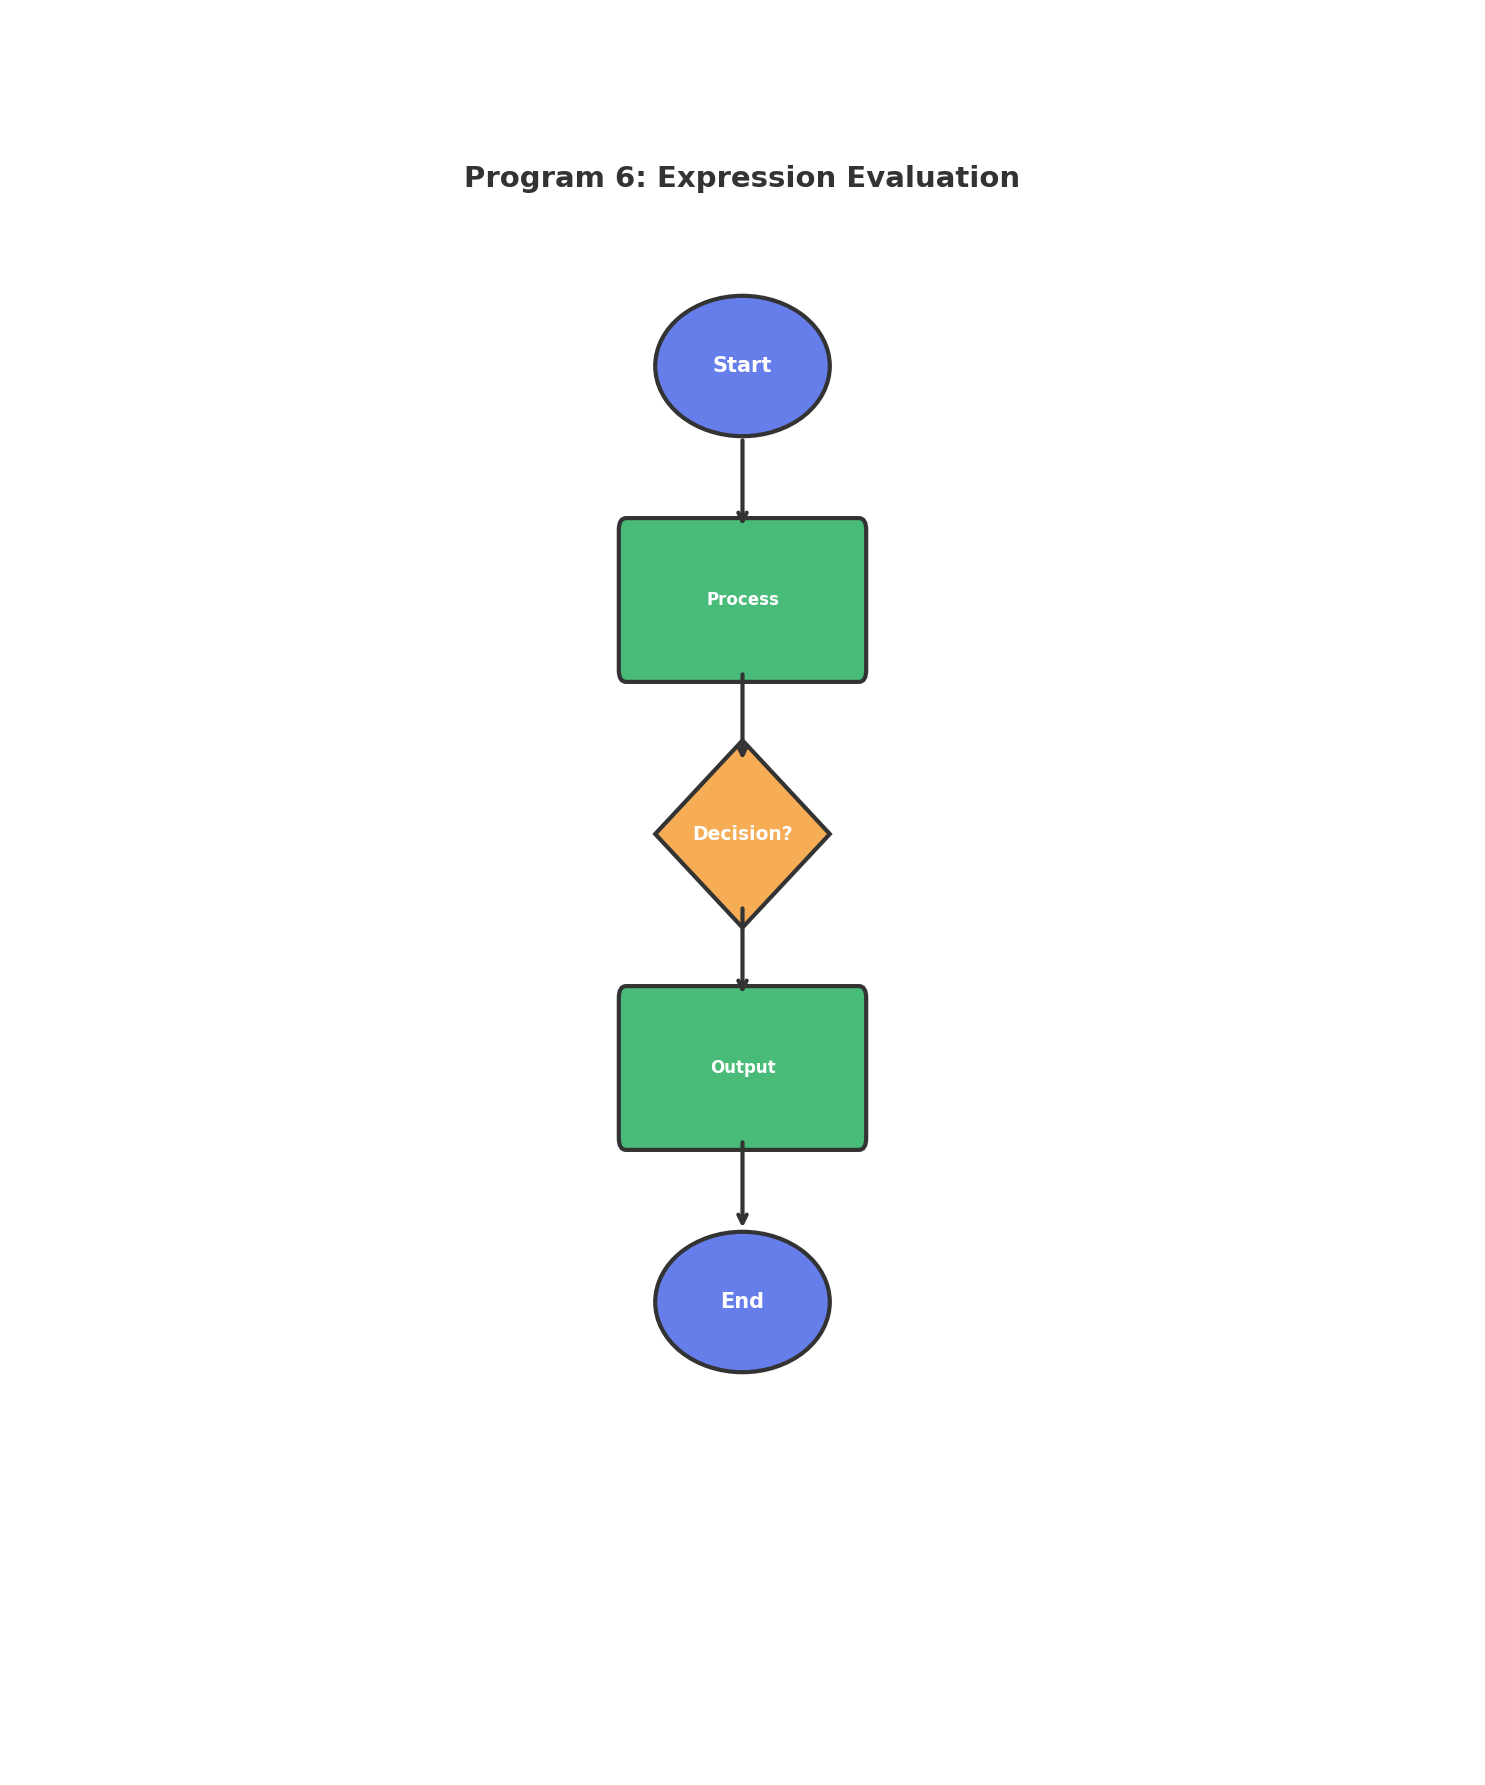 Program 6: Expression Evaluation
Start
Process
Decision?
Output
End